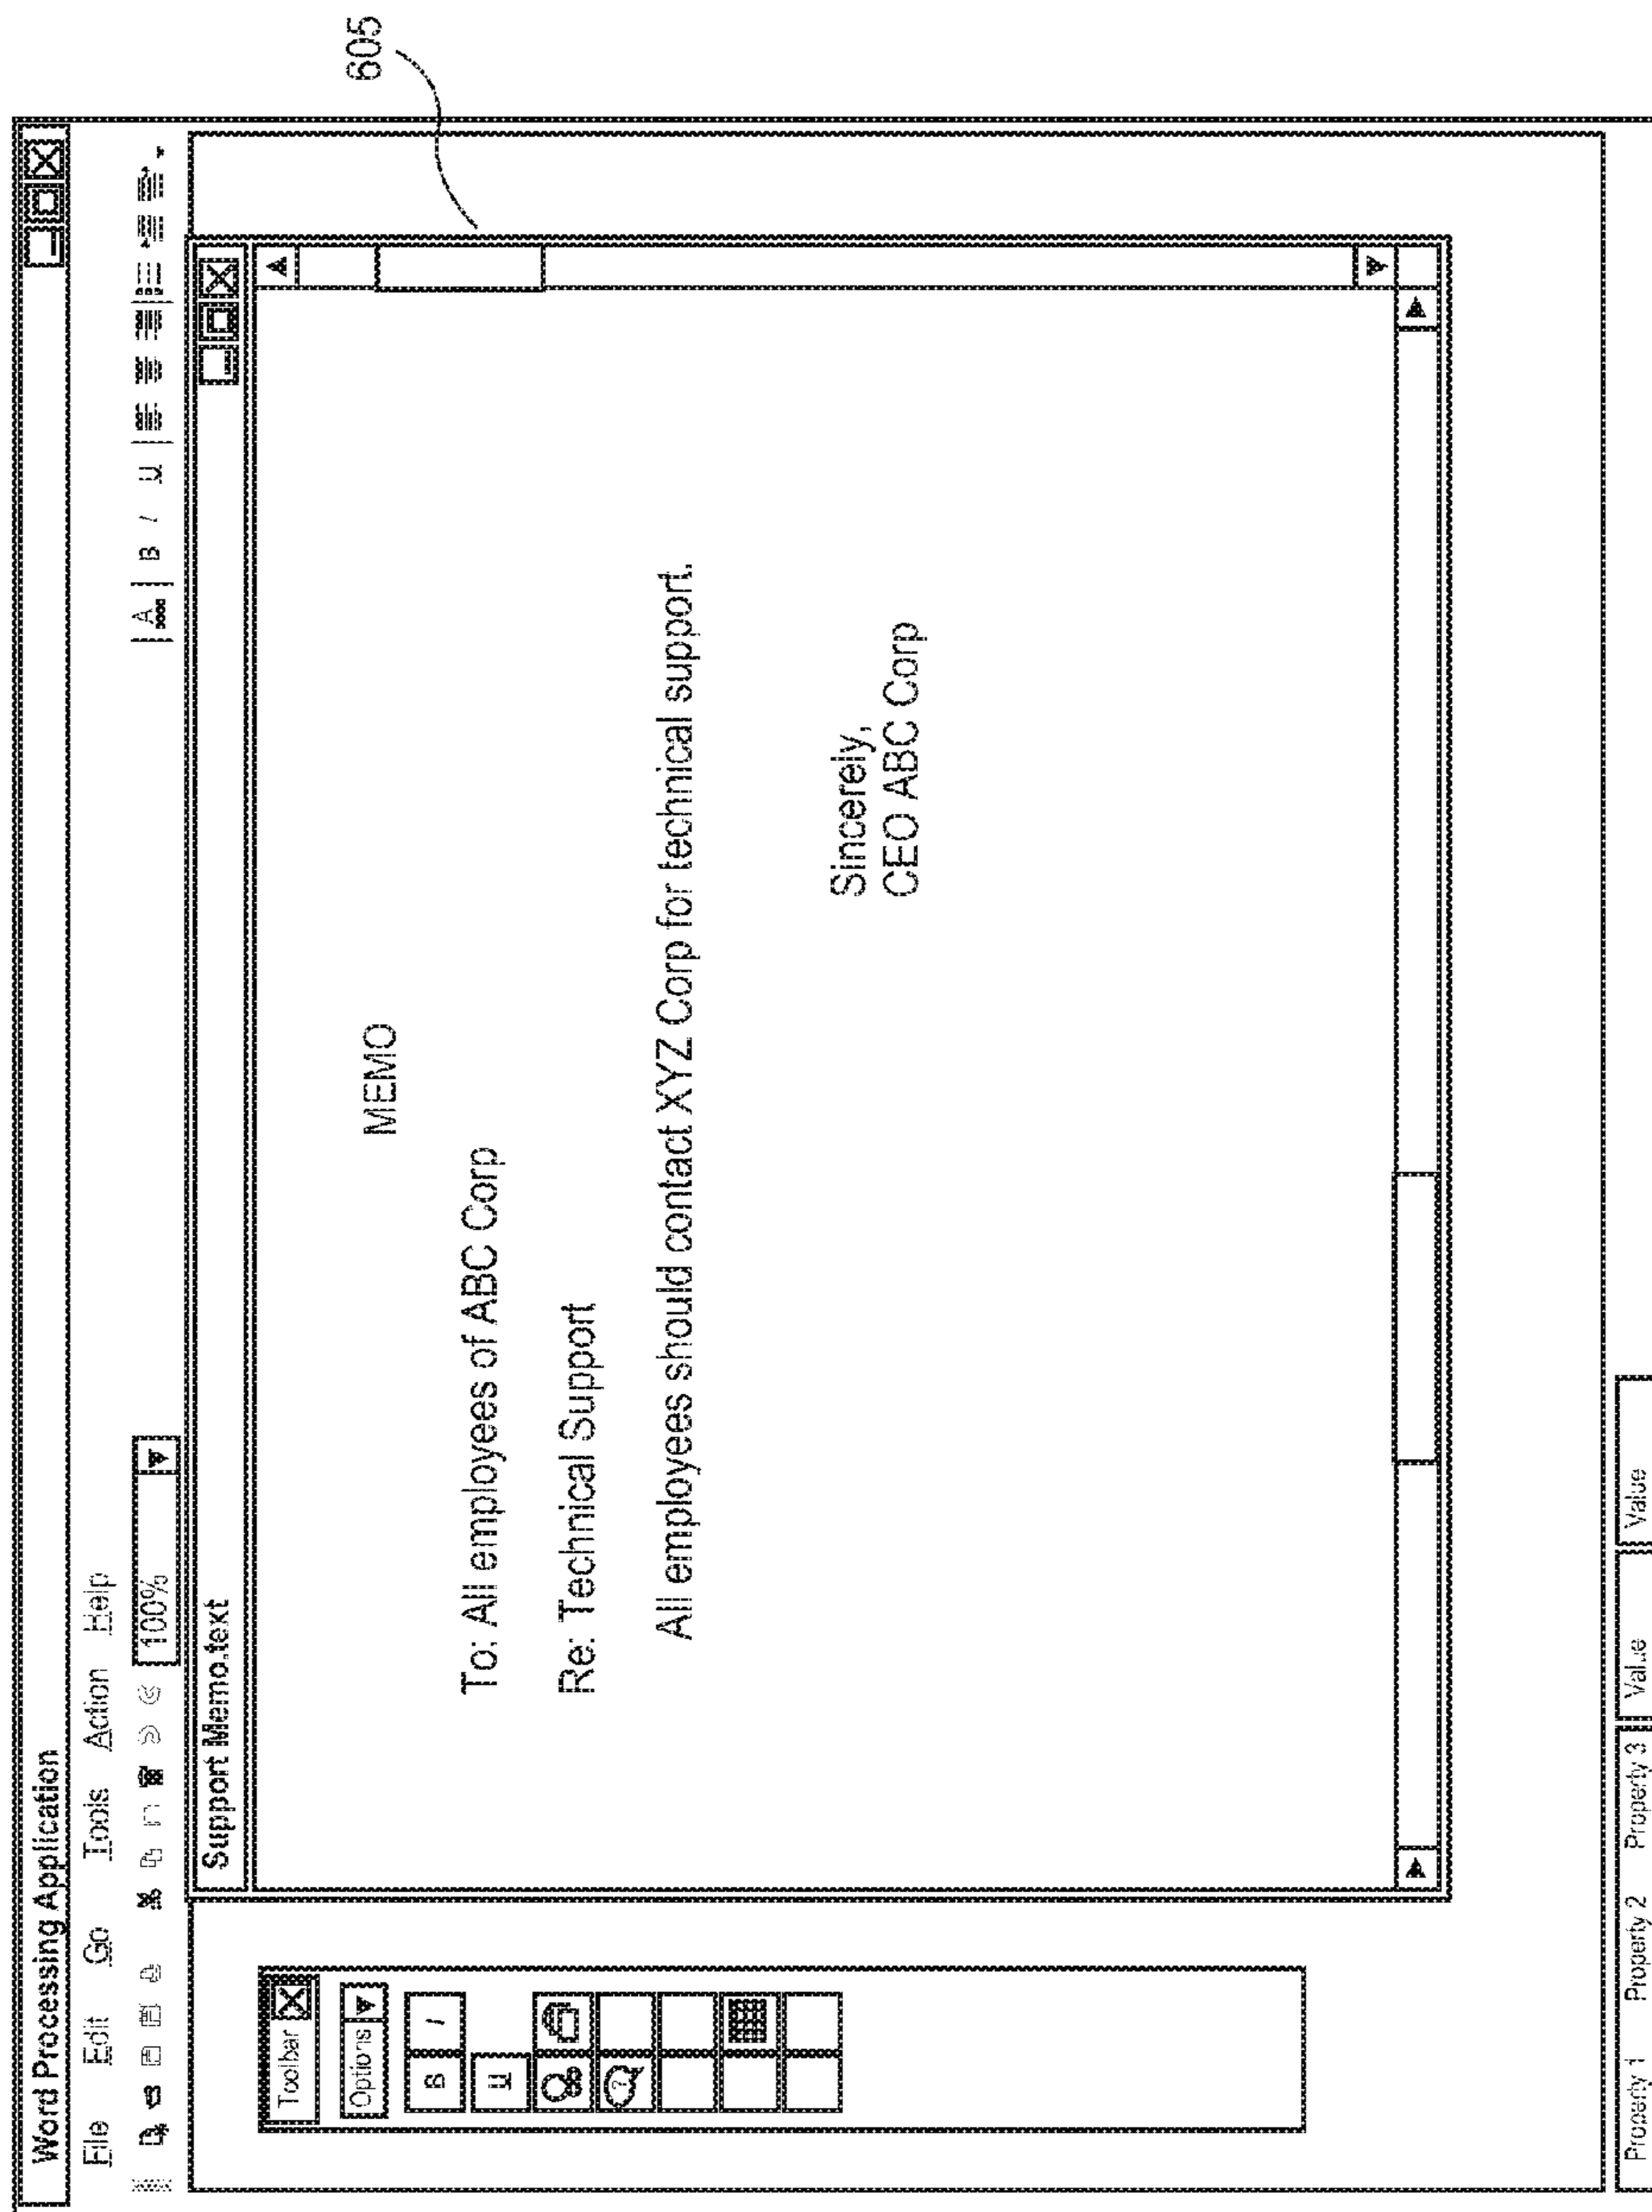 605
Word Processing Application
File Edit Go Tools Action Help
100%
A B I U
Support Memo.text
Toolbar
Options
B I
U
?
MEMO
To: All employees of ABC Corp
Re: Technical Support
All employees should contact XYZ Corp for technical support.
Sincerely,
CEO ABC Corp
Property 1 Property 2 Property 3 Value Value